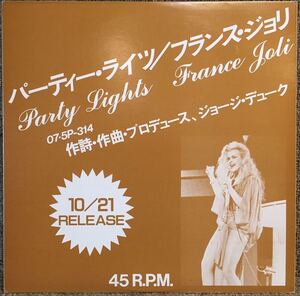 パーティー・ライツ/フランス・ジョリ
Party Lights France Joli
07・5P-314
作詩・作曲・プロデュース、ジョージ・デューク
10/21
RELEASE
45 R.P.M.